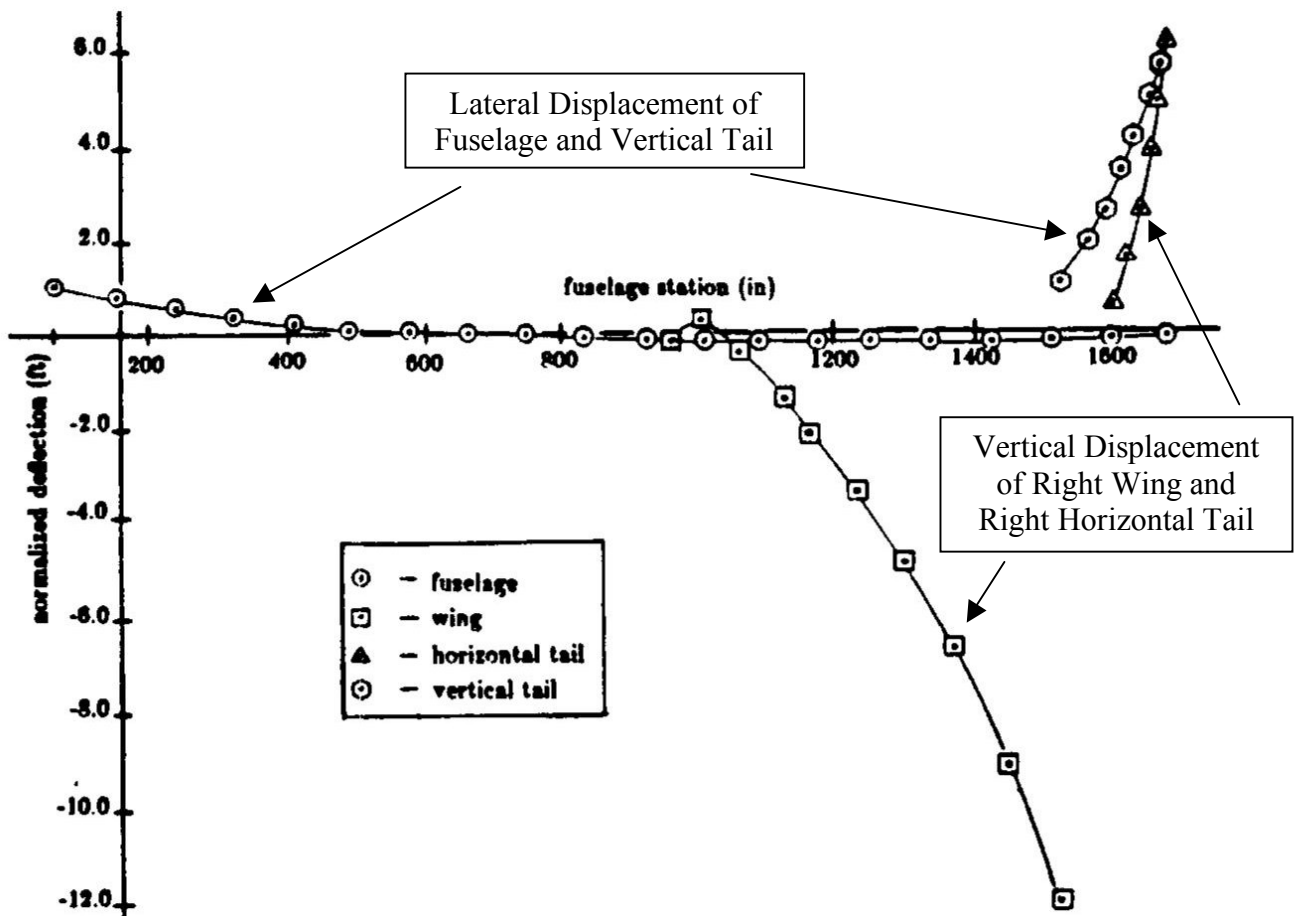 6.0
Lateral Displacement of
Fuselage and Vertical Tail
4.0
2.0
fuselage station (in)
200
400
600
800
1200
1400
1600
normalized deflection (ft)
-2.0
Vertical Displacement
of Right Wing and
Right Horizontal Tail
-4.0
– fuselage
– wing
– horizontal tail
– vertical tail
-6.0
-8.0
-10.0
-12.0